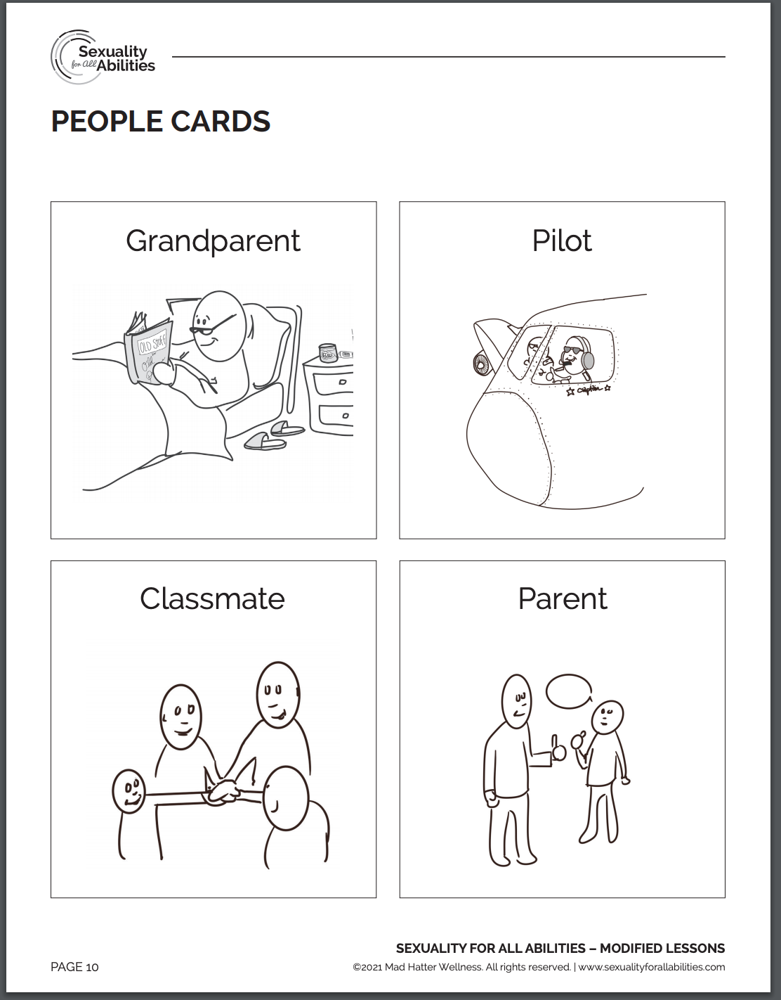 Sexuality
for All Abilities
PEOPLE CARDS
Grandparent
Pilot
OLD STUFF
Old
Captain
Classmate
Parent
SEXUALITY FOR ALL ABILITIES – MODIFIED LESSONS
PAGE 10
©2021 Mad Hatter Wellness. All rights reserved. | www.sexualityforallabilities.com